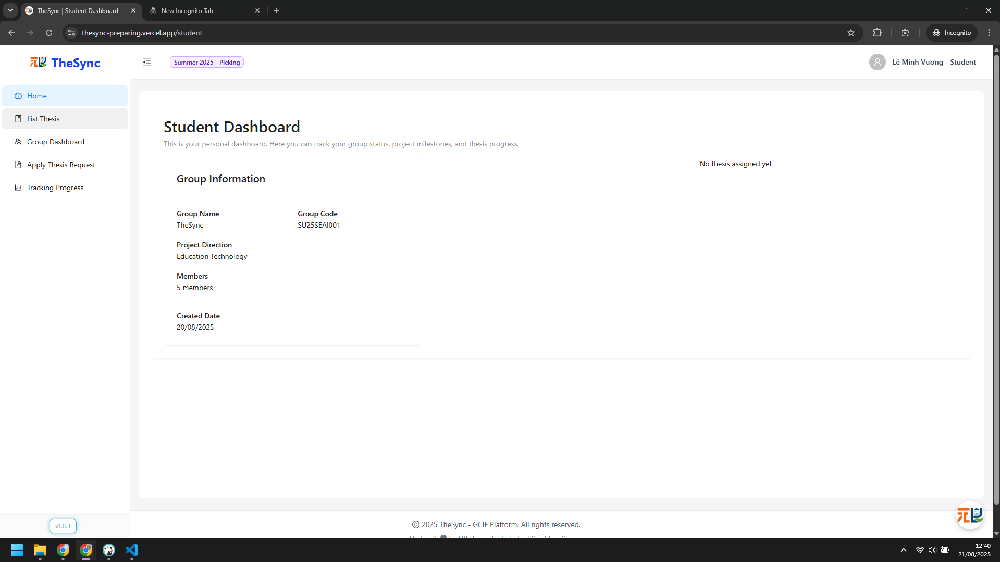 TheSync | Student Dashboard
New Incognito Tab
thesync-preparing.vercel.app/student
Incognito
TheSync
Summer 2025 - Picking
Lê Minh Vương - Student
Home
List Thesis
Group Dashboard
Apply Thesis Request
Tracking Progress
Student Dashboard
This is your personal dashboard. Here you can track your group status, project milestones, and thesis progress.
Group Information
Group Name
TheSync
Group Code
SU25SEAI001
Project Direction
Education Technology
Members
5 members
Created Date
20/08/2025
No thesis assigned yet
v1.0.3
© 2025 TheSync - GCIF Platform. All rights reserved.
12:40
21/08/2025